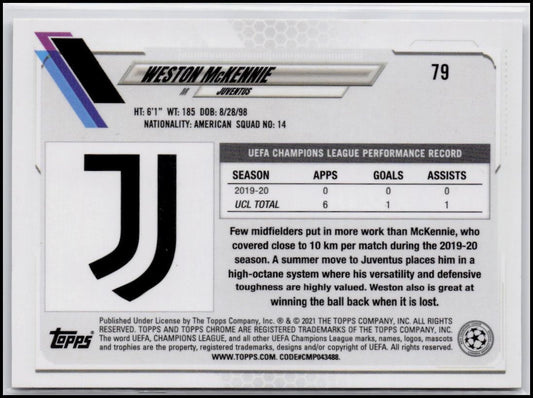 WESTON McKENNIE
79
M JUVENTUS
HT: 6'1" WT: 185 DOB: 8/28/98
NATIONALITY: AMERICAN SQUAD NO: 14
UEFA CHAMPIONS LEAGUE PERFORMANCE RECORD
SEASON APPS GOALS ASSISTS
2019-20 0 0 0
UCL TOTAL 6 1 1
Few midfielders put in more work than McKennie, who
covered close to 10 km per match during the 2019-20
season. A summer move to Juventus places him in a
high-octane system where his versatility and defensive
toughness are highly valued. Weston also is great at
winning the ball back when it is lost.
Topps
Published Under License by The Topps Company, Inc. ® & © 2021 THE TOPPS COMPANY, INC. ALL RIGHTS
RESERVED. TOPPS AND TOPPS CHROME ARE REGISTERED TRADEMARKS OF THE TOPPS COMPANY, INC.
The word UEFA, CHAMPIONS LEAGUE, and all other UEFA Champions League marks, names, logos, mascots
and trophies are the property, registered trademarks, designs and/or copyright of UEFA. All rights reserved.
WWW.TOPPS.COM. CODE#CMP043488.